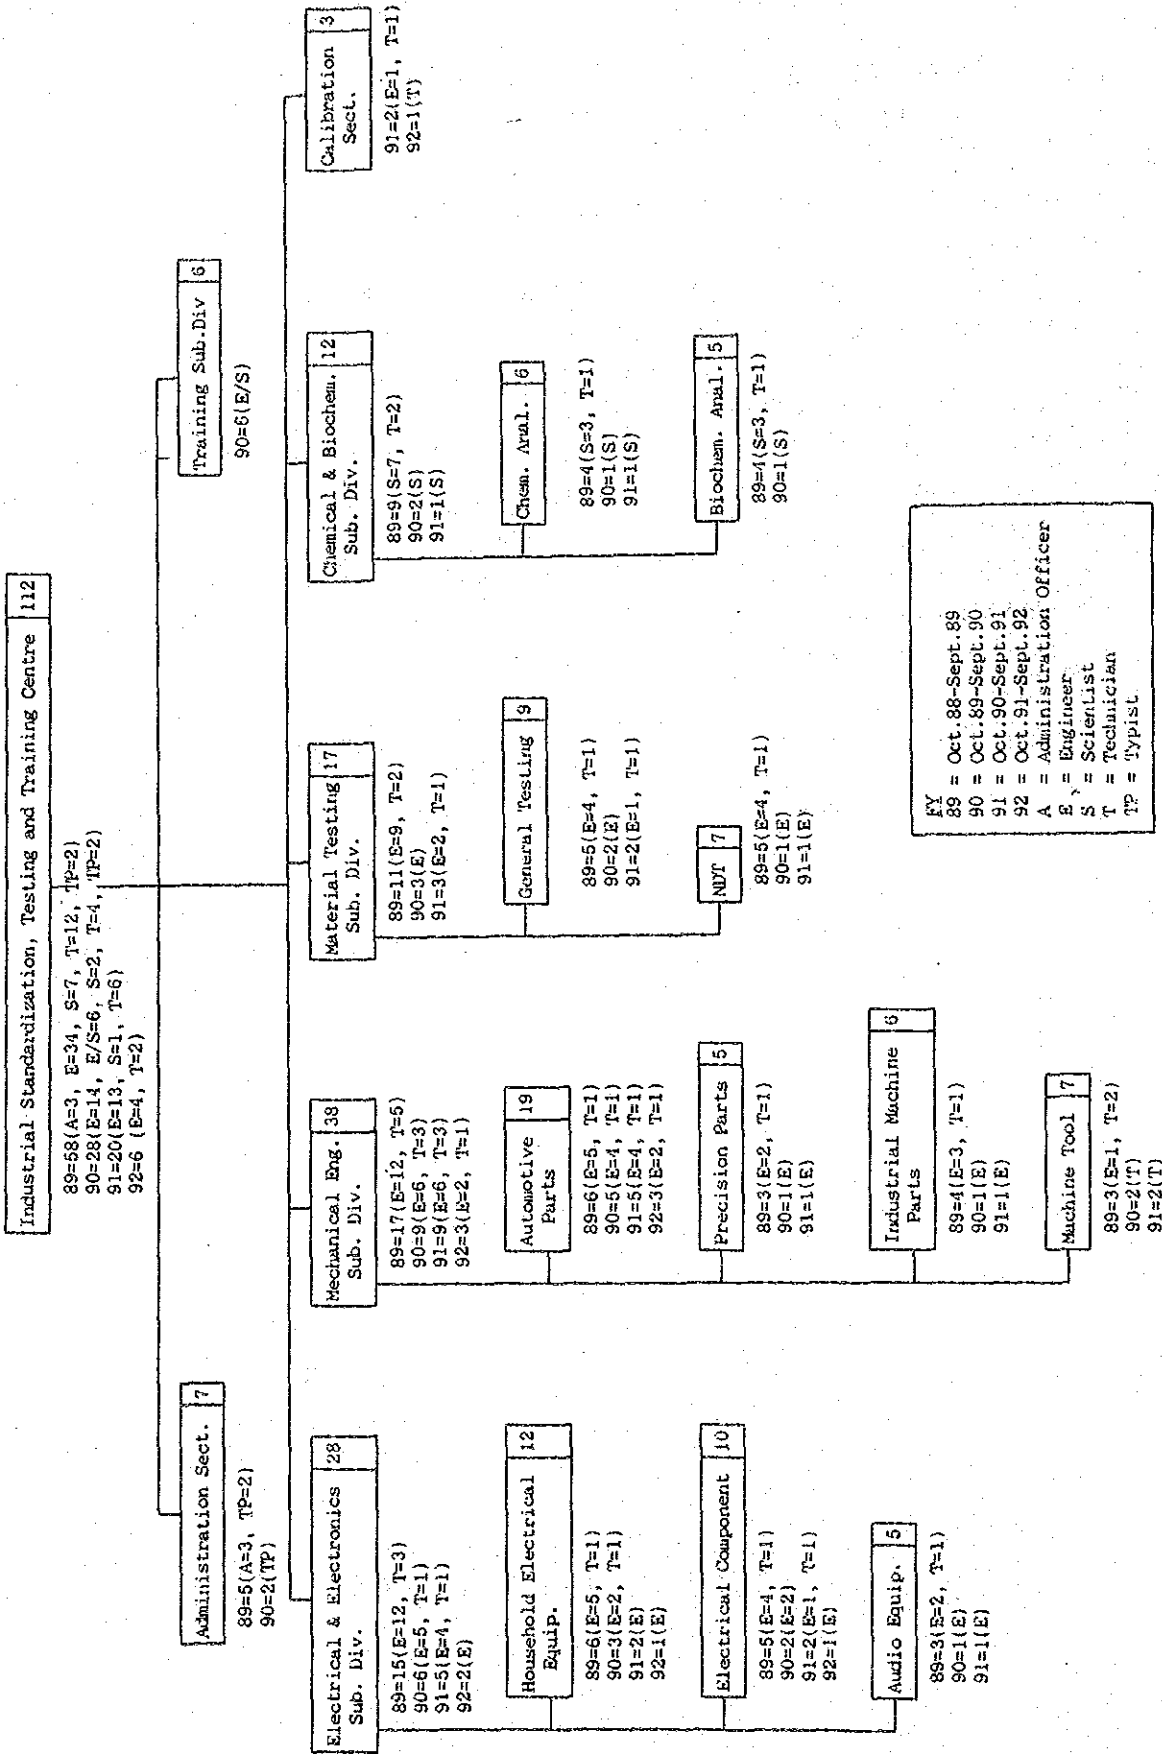 Industrial Standardization, Testing and Training Centre 112
89=58(A=3, E=34, S=7, T=12, TP=2)
90=28(E=14, E/S=6, S=2, T=4, TP=2)
91=20(E=13, S=1, T=6)
92=6 (E=4, T=2)
Administration Sect. 7
89=5(A=3, TP=2)
90=2(TP)
Training Sub.Div 6
90=6(E/S)
Electrical & Electronics 28
Sub. Div.
89=15(E=12, T=3)
90=6(E=5, T=1)
91=5(E=4, T=1)
92=2(E)
Household Electrical 12
Equip.
89=6(E=5, T=1)
90=3(E=2, T=1)
91=2(E)
92=1(E)
Electrical Component 10
89=5(E=4, T=1)
90=2(E=2)
91=2(E=1, T=1)
92=1(E)
Audio Equip. 5
89=3(E=2, T=1)
90=1(E)
91=1(E)
Mechanical Eng. 38
Sub. Div.
89=17(E=12, T=5)
90=9(E=6, T=3)
91=9(E=6, T=3)
92=3(E=2, T=1)
Automotive 19
Parts
89=6(E=5, T=1)
90=5(E=4, T=1)
91=5(E=4, T=1)
92=3(E=2, T=1)
Precision Parts 5
89=3(E=2, T=1)
90=1(E)
91=1(E)
Industrial Machine 6
Parts
89=4(E=3, T=1)
90=1(E)
91=1(E)
Machine Tool 7
89=3(E=1, T=2)
90=2(T)
91=2(T)
Material Testing 17
Sub. Div.
89=11(E=9, T=2)
90=3(E)
91=3(E=2, T=1)
General Testing 9
89=5(E=4, T=1)
90=2(E)
91=2(E=1, T=1)
NDT 7
89=5(E=4, T=1)
90=1(E)
91=1(E)
Chemical & Biochem. 12
Sub. Div.
89=9(S=7, T=2)
90=2(S)
91=1(S)
Chem. Anal. 6
89=4(S=3, T=1)
90=1(S)
91=1(S)
Biochem. Anal. 5
89=4(S=3, T=1)
90=1(S)
Calibration 3
Sect.
91=2(E=1, T=1)
92=1(T)
FY
89 = Oct.88-Sept.89
90 = Oct.89-Sept.90
91 = Oct.90-Sept.91
92 = Oct.91-Sept.92
A = Administration Officer
E = Engineer
S = Scientist
T = Technician
TP = Typist